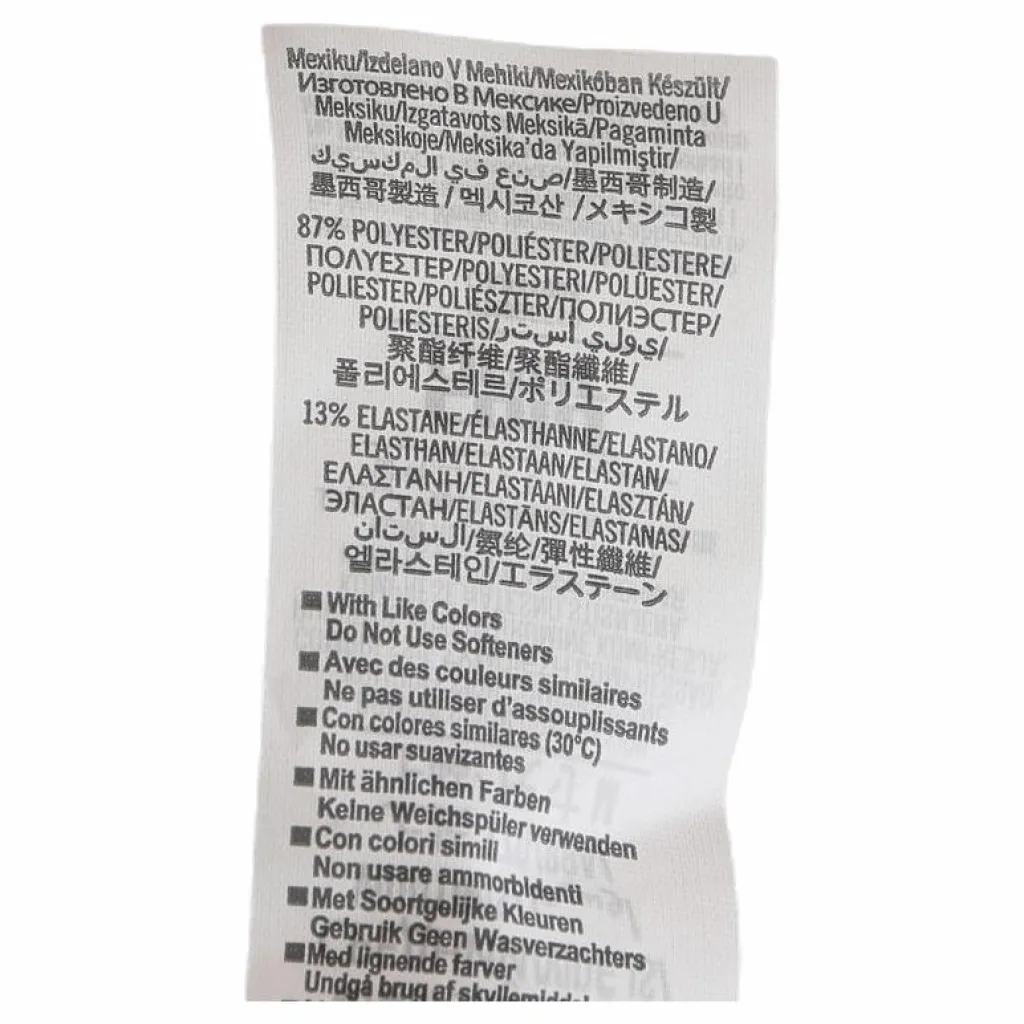 Mexiku/Izdelano V Mehiki/Mexikóban Készült/
Изготовлено В Мексике/Proizvedeno U
Meksiku/Izgatavots Meksikā/Pagaminta
Meksikoje/Meksika'da Yapilmiştir/
صنع في المكسيك/墨西哥制造/
墨西哥製造 / 멕시코산 /メキシコ製
87% POLYESTER/POLIÉSTER/POLIESTERE/
ΠΟΛΥΕΣΤΕΡ/POLYESTERI/POLÜESTER/
POLIESTER/POLIÉSZTER/ПОЛИЭСТЕР/
POLIESTERIS/يولي أستر/
聚酯纤维/聚酯纖維/
폴리에스테르/ポリエステル
13% ELASTANE/ÉLASTHANNE/ELASTANO/
ELASTHAN/ELASTAAN/ELASTAN/
ΕΛΑΣΤΑΝΗ/ELASTAANI/ELASZTÁN/
ЭЛАСТАН/ELASTĀNS/ELASTANAS/
الستان/氨纶/彈性纖維/
엘라스테인/エラステーン
■ With Like Colors
Do Not Use Softeners
■ Avec des couleurs similaires
Ne pas utiliser d'assouplissants
■ Con colores similares (30°C)
No usar suavizantes
■ Mit ähnlichen Farben
Keine Weichspüler verwenden
■ Con colori simili
Non usare ammorbidenti
■ Met Soortgelijke Kleuren
Gebruik Geen Wasverzachters
■ Med lignende farver
Undgå brug af